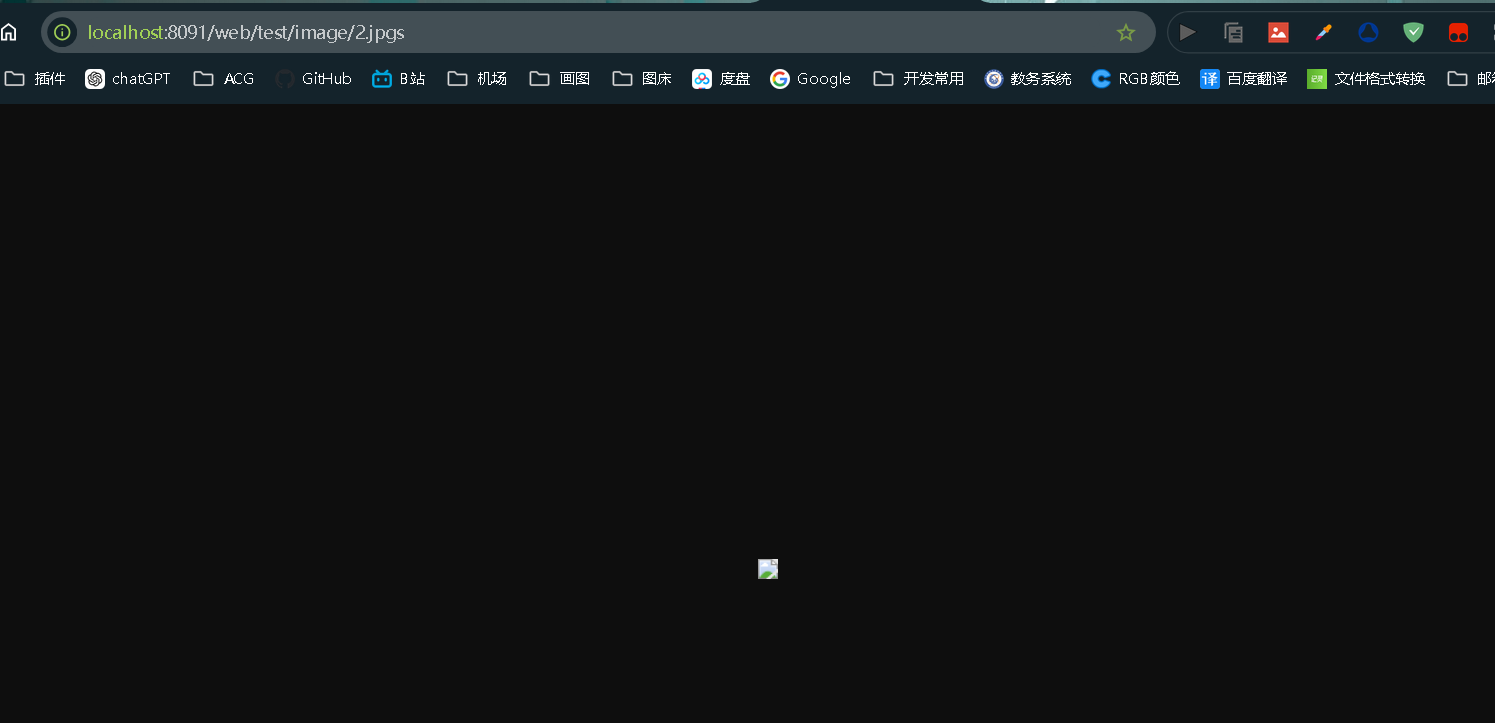 localhost:8091/web/test/image/2.jpgs
插件 chatGPT ACG GitHub B站 机场 画图 图床 度盘 Google 开发常用 教务系统 RGB颜色 译 百度翻译 文件格式转换